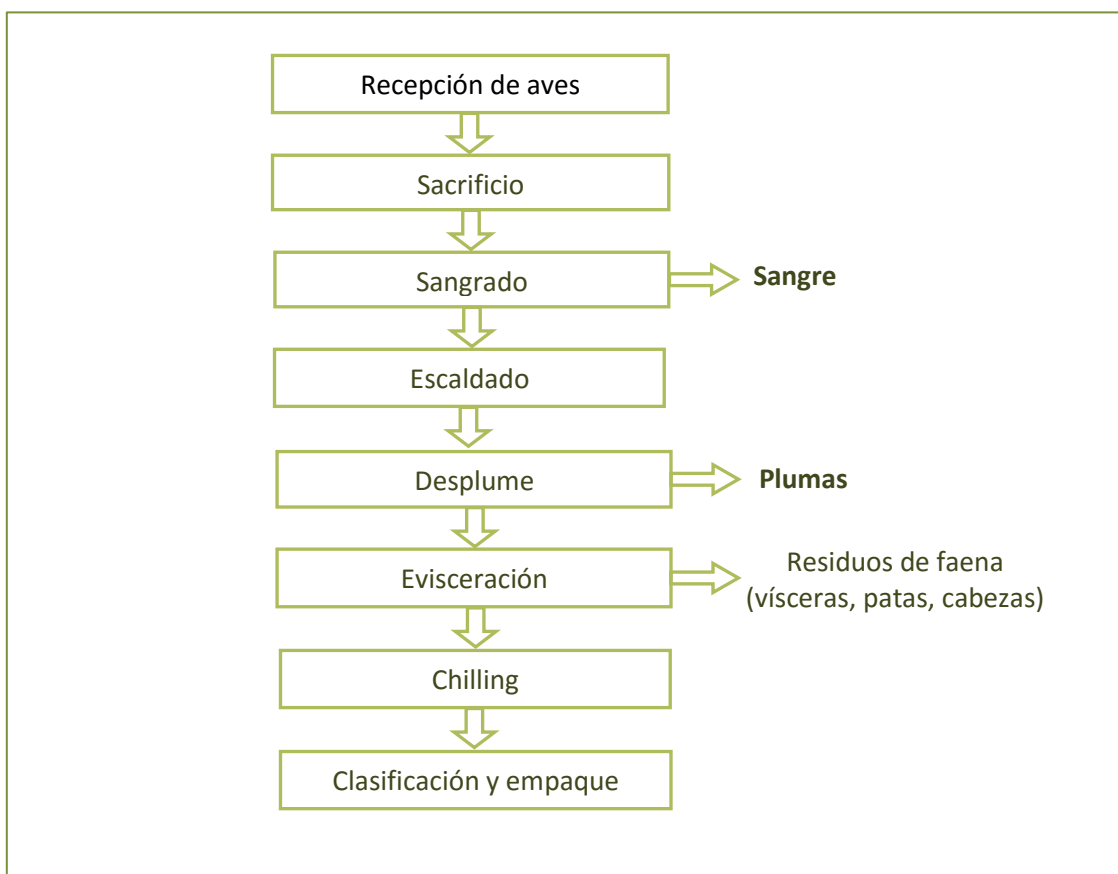 Recepción de aves
Sacrificio
Sangrado
Sangre
Escaldado
Desplume
Plumas
Evisceración
Residuos de faena
(vísceras, patas, cabezas)
Chilling
Clasificación y empaque